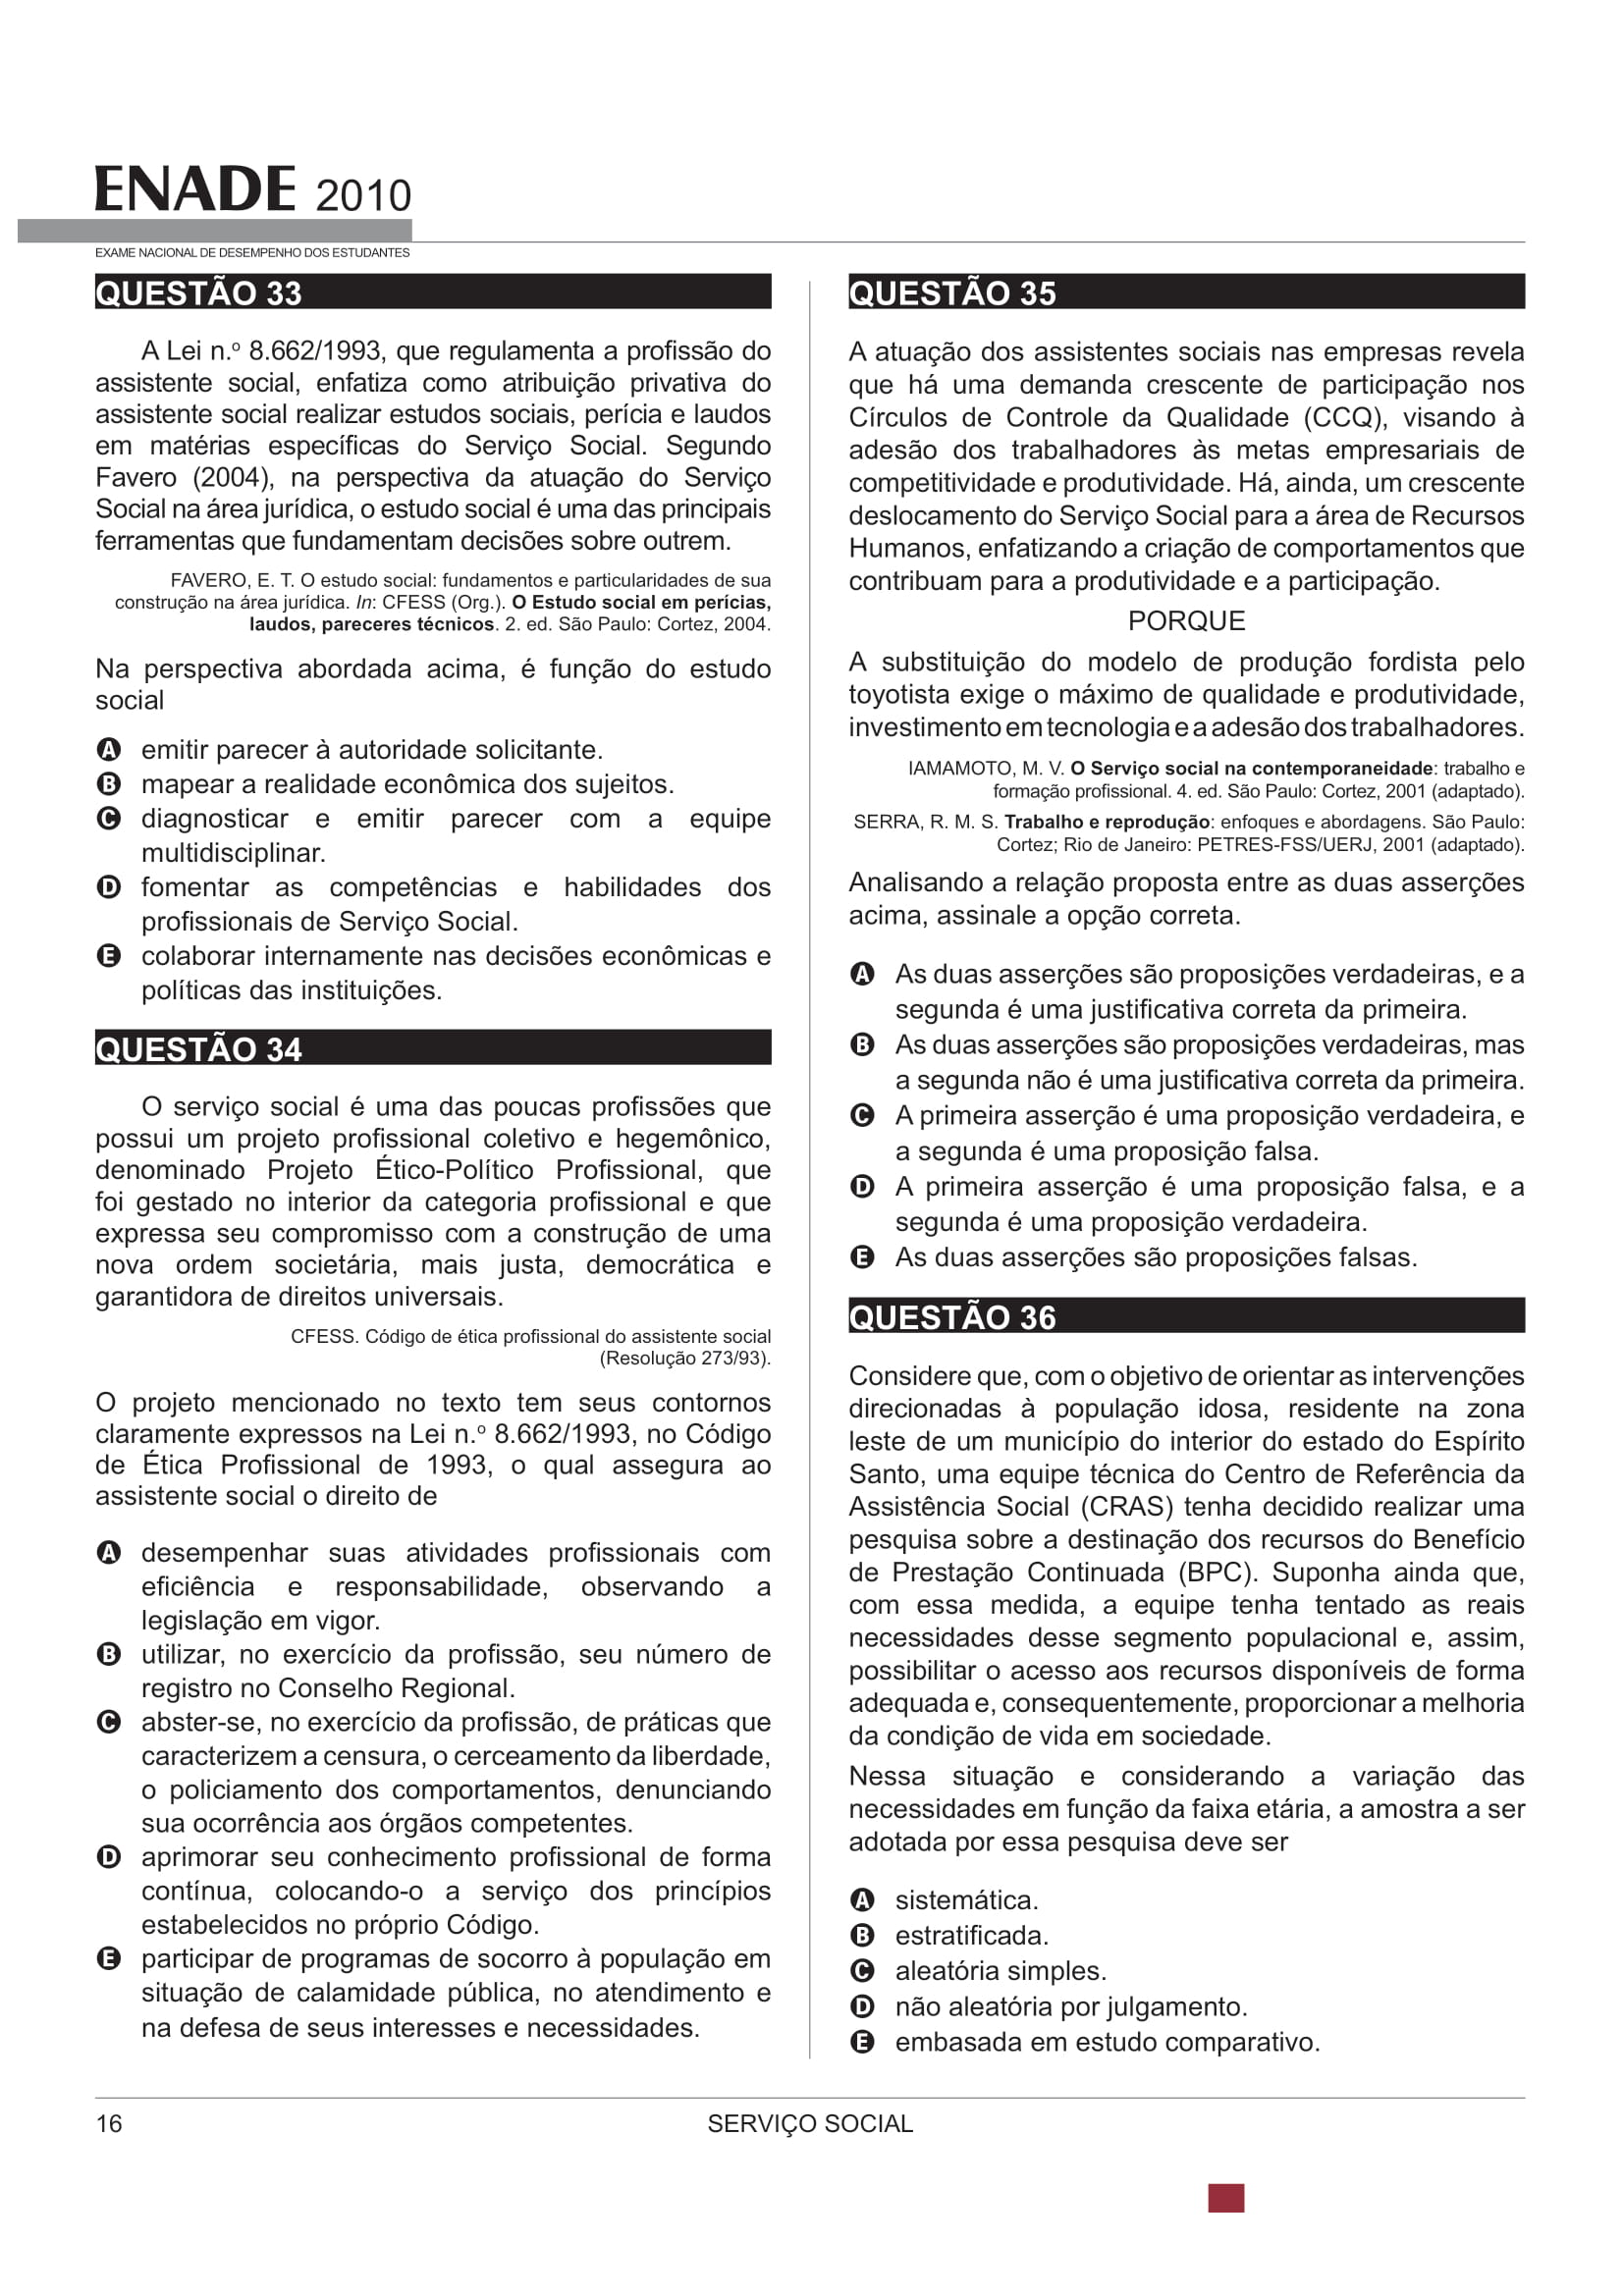 ENADE 2010
EXAME NACIONAL DE DESEMPENHO DOS ESTUDANTES
QUESTÃO 33
A Lei n.º 8.662/1993, que regulamenta a profissão do
assistente social, enfatiza como atribuição privativa do
assistente social realizar estudos sociais, perícia e laudos
em matérias específicas do Serviço Social. Segundo
Favero (2004), na perspectiva da atuação do Serviço
Social na área jurídica, o estudo social é uma das principais
ferramentas que fundamentam decisões sobre outrem.
FAVERO, E. T. O estudo social: fundamentos e particularidades de sua
construção na área jurídica. In: CFESS (Org.). O Estudo social em perícias,
laudos, pareceres técnicos. 2. ed. São Paulo: Cortez, 2004.
Na perspectiva abordada acima, é função do estudo
social
A emitir parecer à autoridade solicitante.
B mapear a realidade econômica dos sujeitos.
C diagnosticar e emitir parecer com a equipe
multidisciplinar.
D fomentar as competências e habilidades dos
profissionais de Serviço Social.
E colaborar internamente nas decisões econômicas e
políticas das instituições.
QUESTÃO 34
O serviço social é uma das poucas profissões que
possui um projeto profissional coletivo e hegemônico,
denominado Projeto Ético-Político Profissional, que
foi gestado no interior da categoria profissional e que
expressa seu compromisso com a construção de uma
nova ordem societária, mais justa, democrática e
garantidora de direitos universais.
CFESS. Código de ética profissional do assistente social
(Resolução 273/93).
O projeto mencionado no texto tem seus contornos
claramente expressos na Lei n.º 8.662/1993, no Código
de Ética Profissional de 1993, o qual assegura ao
assistente social o direito de
A desempenhar suas atividades profissionais com
eficiência e responsabilidade, observando a
legislação em vigor.
B utilizar, no exercício da profissão, seu número de
registro no Conselho Regional.
C abster-se, no exercício da profissão, de práticas que
caracterizem a censura, o cerceamento da liberdade,
o policiamento dos comportamentos, denunciando
sua ocorrência aos órgãos competentes.
D aprimorar seu conhecimento profissional de forma
contínua, colocando-o a serviço dos princípios
estabelecidos no próprio Código.
E participar de programas de socorro à população em
situação de calamidade pública, no atendimento e
na defesa de seus interesses e necessidades.
QUESTÃO 35
A atuação dos assistentes sociais nas empresas revela
que há uma demanda crescente de participação nos
Círculos de Controle da Qualidade (CCQ), visando à
adesão dos trabalhadores às metas empresariais de
competitividade e produtividade. Há, ainda, um crescente
deslocamento do Serviço Social para a área de Recursos
Humanos, enfatizando a criação de comportamentos que
contribuam para a produtividade e a participação.
PORQUE
A substituição do modelo de produção fordista pelo
toyotista exige o máximo de qualidade e produtividade,
investimento em tecnologia e a adesão dos trabalhadores.
IAMAMOTO, M. V. O Serviço social na contemporaneidade: trabalho e
formação profissional. 4. ed. São Paulo: Cortez, 2001 (adaptado).
SERRA, R. M. S. Trabalho e reprodução: enfoques e abordagens. São Paulo:
Cortez; Rio de Janeiro: PETRES-FSS/UERJ, 2001 (adaptado).
Analisando a relação proposta entre as duas asserções
acima, assinale a opção correta.
A As duas asserções são proposições verdadeiras, e a
segunda é uma justificativa correta da primeira.
B As duas asserções são proposições verdadeiras, mas
a segunda não é uma justificativa correta da primeira.
C A primeira asserção é uma proposição verdadeira, e
a segunda é uma proposição falsa.
D A primeira asserção é uma proposição falsa, e a
segunda é uma proposição verdadeira.
E As duas asserções são proposições falsas.
QUESTÃO 36
Considere que, com o objetivo de orientar as intervenções
direcionadas à população idosa, residente na zona
leste de um município do interior do estado do Espírito
Santo, uma equipe técnica do Centro de Referência da
Assistência Social (CRAS) tenha decidido realizar uma
pesquisa sobre a destinação dos recursos do Benefício
de Prestação Continuada (BPC). Suponha ainda que,
com essa medida, a equipe tenha tentado as reais
necessidades desse segmento populacional e, assim,
possibilitar o acesso aos recursos disponíveis de forma
adequada e, consequentemente, proporcionar a melhoria
da condição de vida em sociedade.
Nessa situação e considerando a variação das
necessidades em função da faixa etária, a amostra a ser
adotada por essa pesquisa deve ser
A sistemática.
B estratificada.
C aleatória simples.
D não aleatória por julgamento.
E embasada em estudo comparativo.
16
SERVIÇO SOCIAL